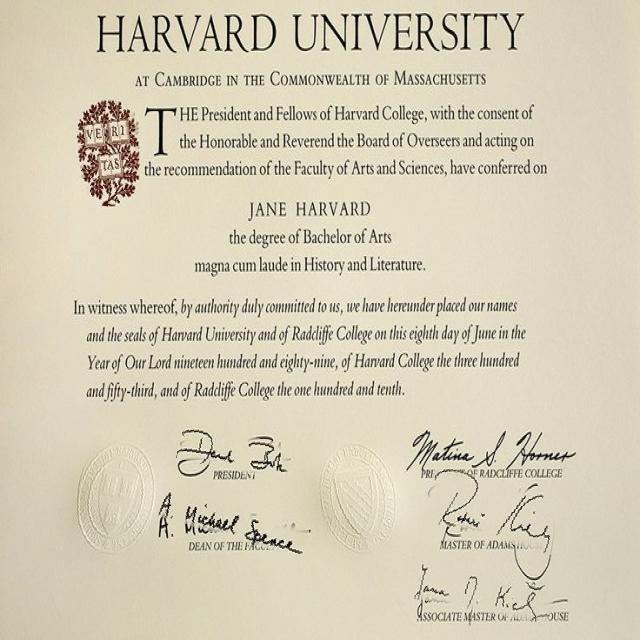 HARVARD UNIVERSITY
AT CAMBRIDGE IN THE COMMONWEALTH OF MASSACHUSETTS
VE RI
TAS
THE President and Fellows of Harvard College, with the consent of
the Honorable and Reverend the Board of Overseers and acting on
the recommendation of the Faculty of Arts and Sciences, have conferred on
JANE HARVARD
the degree of Bachelor of Arts
magna cum laude in History and Literature.
In witness whereof, by authority duly committed to us, we have hereunder placed our names
and the seals of Harvard University and of Radcliffe College on this eighth day of June in the
Year of Our Lord nineteen hundred and eighty-nine, of Harvard College the three hundred
and fifty-third, and of Radcliffe College the one hundred and tenth.
Derek Bok
PRESIDENT
Matina S. Horner
PRESIDENT OF RADCLIFFE COLLEGE
A. Michael Spence
DEAN OF THE FACULTY
Robert Kiely
MASTER OF ADAMS HOUSE
Jana M. Kiely
ASSOCIATE MASTER OF ADAMS HOUSE